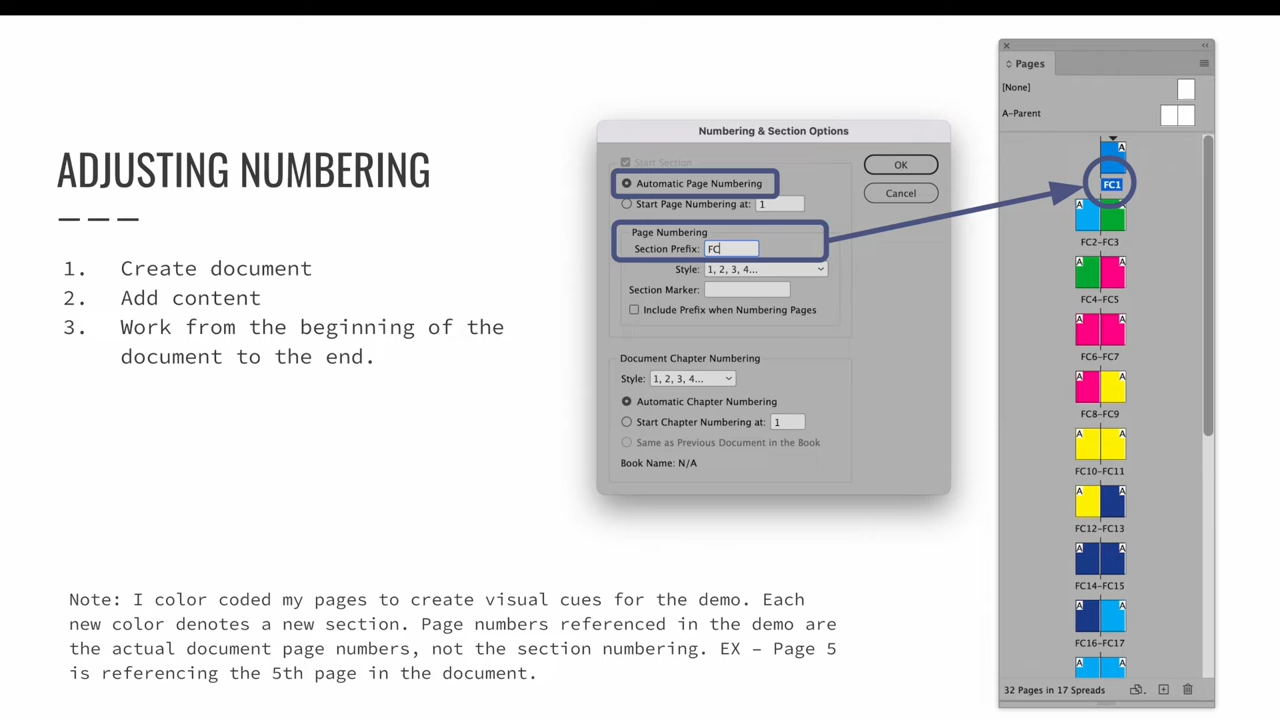 ADJUSTING NUMBERING
1. Create document
2. Add content
3. Work from the beginning of the
document to the end.
Note: I color coded my pages to create visual cues for the demo. Each
new color denotes a new section. Page numbers referenced in the demo are
the actual document page numbers, not the section numbering. EX – Page 5
is referencing the 5th page in the document.
Numbering & Section Options
Start Section
Automatic Page Numbering
Start Page Numbering at: 1
Page Numbering
Section Prefix: FC
Style: 1, 2, 3, 4...
Section Marker:
Include Prefix when Numbering Pages
Document Chapter Numbering
Style: 1, 2, 3, 4...
Automatic Chapter Numbering
Start Chapter Numbering at: 1
Same as Previous Document in the Book
Book Name: N/A
OK
Cancel
Pages
[None]
A-Parent
A
FC1
A A
FC2-FC3
A A
FC4-FC5
A A
FC6-FC7
A A
FC8-FC9
A A
FC10-FC11
A A
FC12-FC13
A A
FC14-FC15
A A
FC16-FC17
A A
32 Pages in 17 Spreads